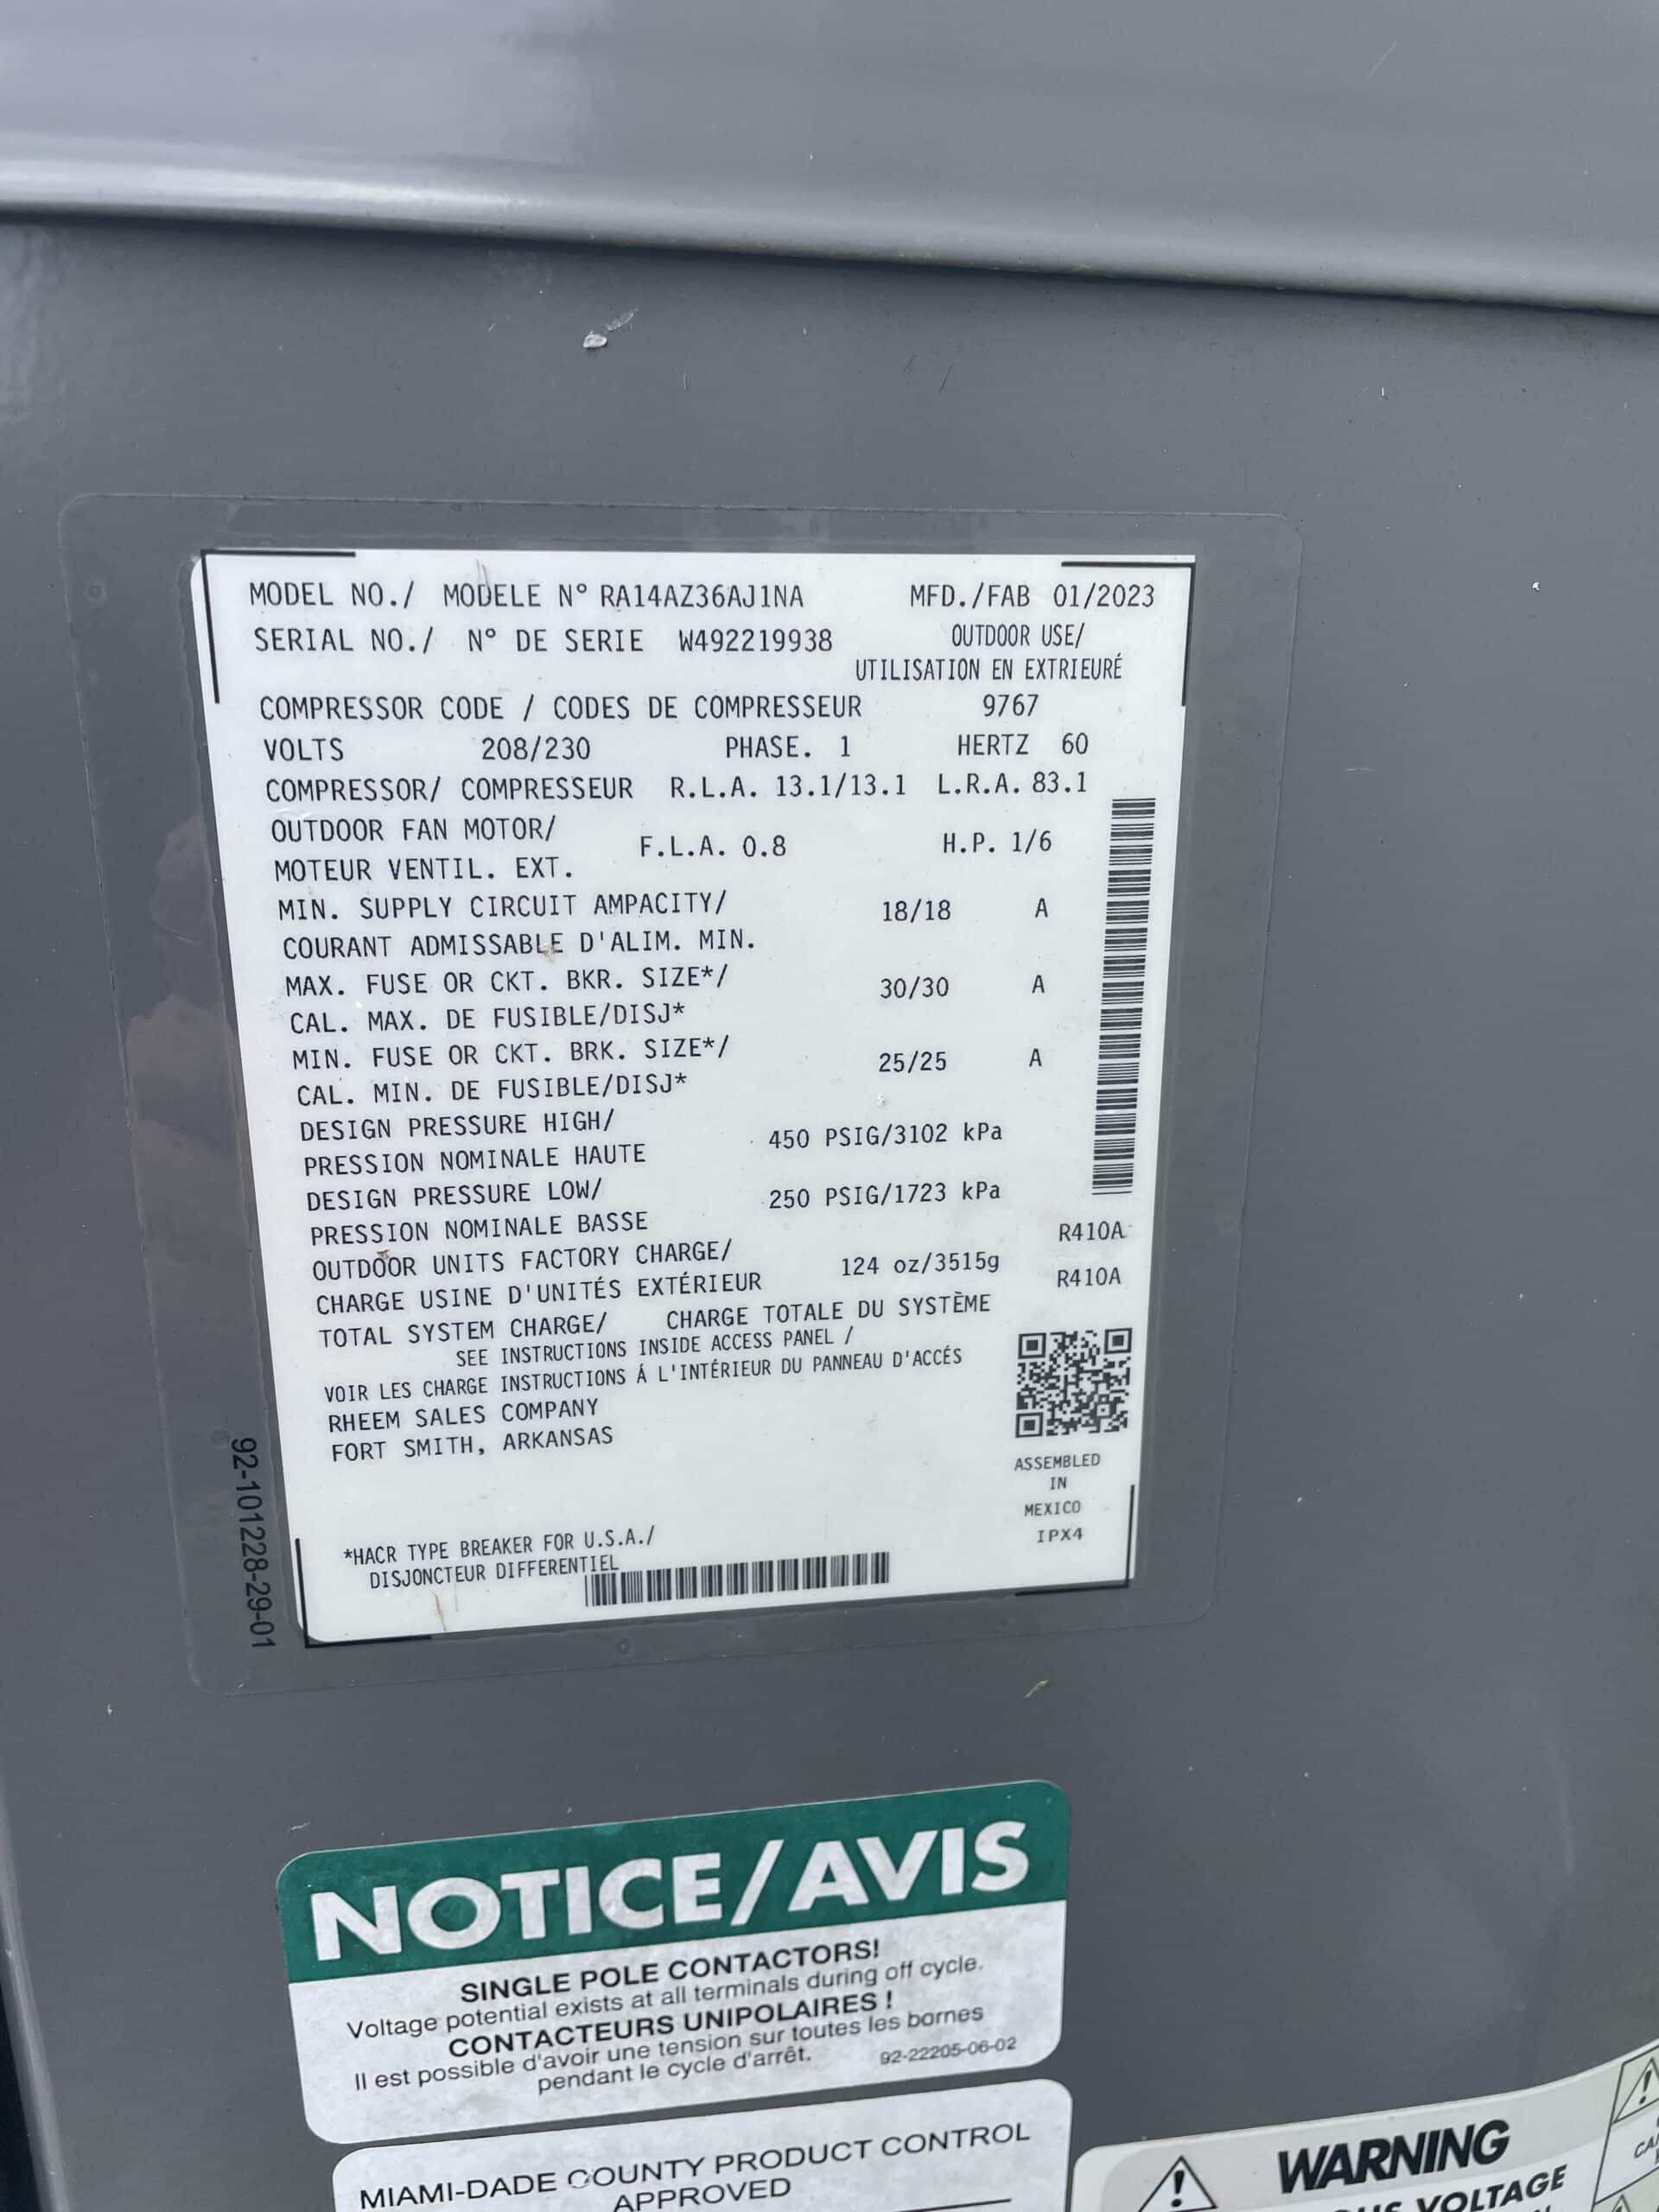 MODEL NO./ MODELE N° RA14AZ36AJ1NA MFD./FAB 01/2023
SERIAL NO./ N° DE SERIE W492219938 OUTDOOR USE/
UTILISATION EN EXTRIEURÉ
COMPRESSOR CODE / CODES DE COMPRESSEUR 9767
VOLTS 208/230 PHASE. 1 HERTZ 60
COMPRESSOR/ COMPRESSEUR R.L.A. 13.1/13.1 L.R.A. 83.1
OUTDOOR FAN MOTOR/
MOTEUR VENTIL. EXT. F.L.A. 0.8 H.P. 1/6
MIN. SUPPLY CIRCUIT AMPACITY/ 18/18 A
COURANT ADMISSABLE D'ALIM. MIN.
MAX. FUSE OR CKT. BKR. SIZE*/ 30/30 A
CAL. MAX. DE FUSIBLE/DISJ*
MIN. FUSE OR CKT. BRK. SIZE*/ 25/25 A
CAL. MIN. DE FUSIBLE/DISJ*
DESIGN PRESSURE HIGH/ 450 PSIG/3102 kPa
PRESSION NOMINALE HAUTE
DESIGN PRESSURE LOW/ 250 PSIG/1723 kPa
PRESSION NOMINALE BASSE R410A
OUTDOOR UNITS FACTORY CHARGE/ 124 oz/3515g R410A
CHARGE USINE D'UNITÉS EXTÉRIEUR
TOTAL SYSTEM CHARGE/ CHARGE TOTALE DU SYSTÈME
SEE INSTRUCTIONS INSIDE ACCESS PANEL /
VOIR LES CHARGE INSTRUCTIONS Á L'INTÉRIEUR DU PANNEAU D'ACCÉS
RHEEM SALES COMPANY
FORT SMITH, ARKANSAS
ASSEMBLED
IN
MEXICO
IPX4
*HACR TYPE BREAKER FOR U.S.A./
DISJONCTEUR DIFFERENTIEL
92-101228-29-01
NOTICE/AVIS
SINGLE POLE CONTACTORS!
Voltage potential exists at all terminals during off cycle.
CONTACTEURS UNIPOLAIRES !
Il est possible d'avoir une tension sur toutes les bornes
pendant le cycle d'arrêt. 92-22205-06-02
MIAMI-DADE COUNTY PRODUCT CONTROL
APPROVED
WARNING
VOLTAGE